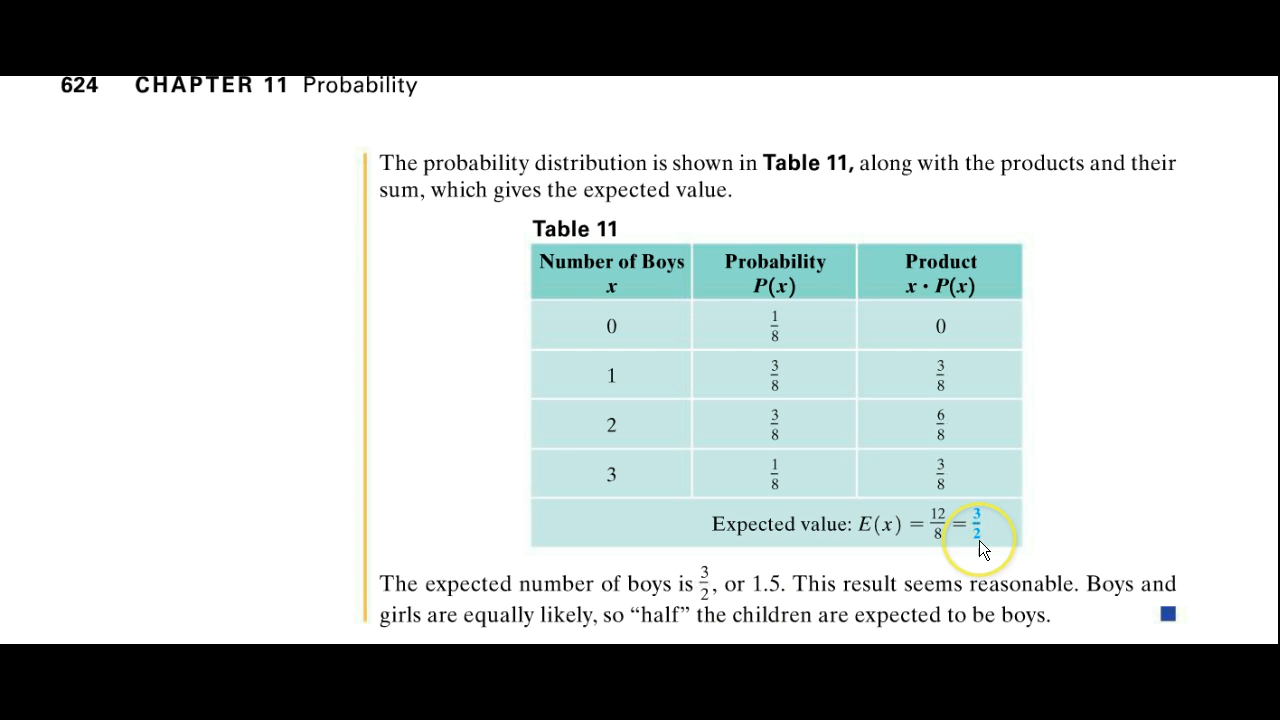 624 CHAPTER 11 Probability
The probability distribution is shown in Table 11, along with the products and their
sum, which gives the expected value.
Table 11
Number of Boys Probability Product
x P(x) x · P(x)
0 1/8 0
1 3/8 3/8
2 3/8 6/8
3 1/8 3/8
Expected value: E(x) = 12/8 = 3/2
The expected number of boys is 3/2, or 1.5. This result seems reasonable. Boys and
girls are equally likely, so “half” the children are expected to be boys.